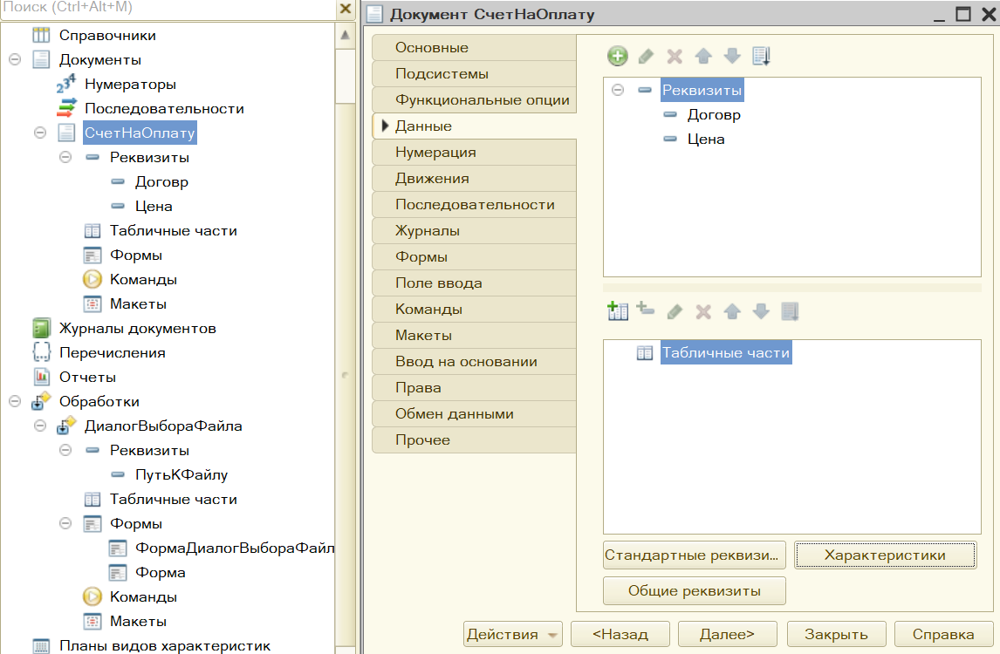 Поиск (Ctrl+Alt+M)
Справочники
Документы
Нумераторы
Последовательности
СчетНаОплату
Реквизиты
Договр
Цена
Табличные части
Формы
Команды
Макеты
Журналы документов
Перечисления
Отчеты
Обработки
ДиалогВыбораФайла
Реквизиты
ПутьКФайлу
Табличные части
Формы
ФормаДиалогВыбораФайл
Форма
Команды
Макеты
Планы видов характеристик
Документ СчетНаОплату
Основные
Подсистемы
Функциональные опции
Данные
Нумерация
Движения
Последовательности
Журналы
Формы
Поле ввода
Команды
Макеты
Ввод на основании
Права
Обмен данными
Прочее
Реквизиты
Договр
Цена
Табличные части
Стандартные реквизи...
Характеристики
Общие реквизиты
Действия
<Назад
Далее>
Закрыть
Справка